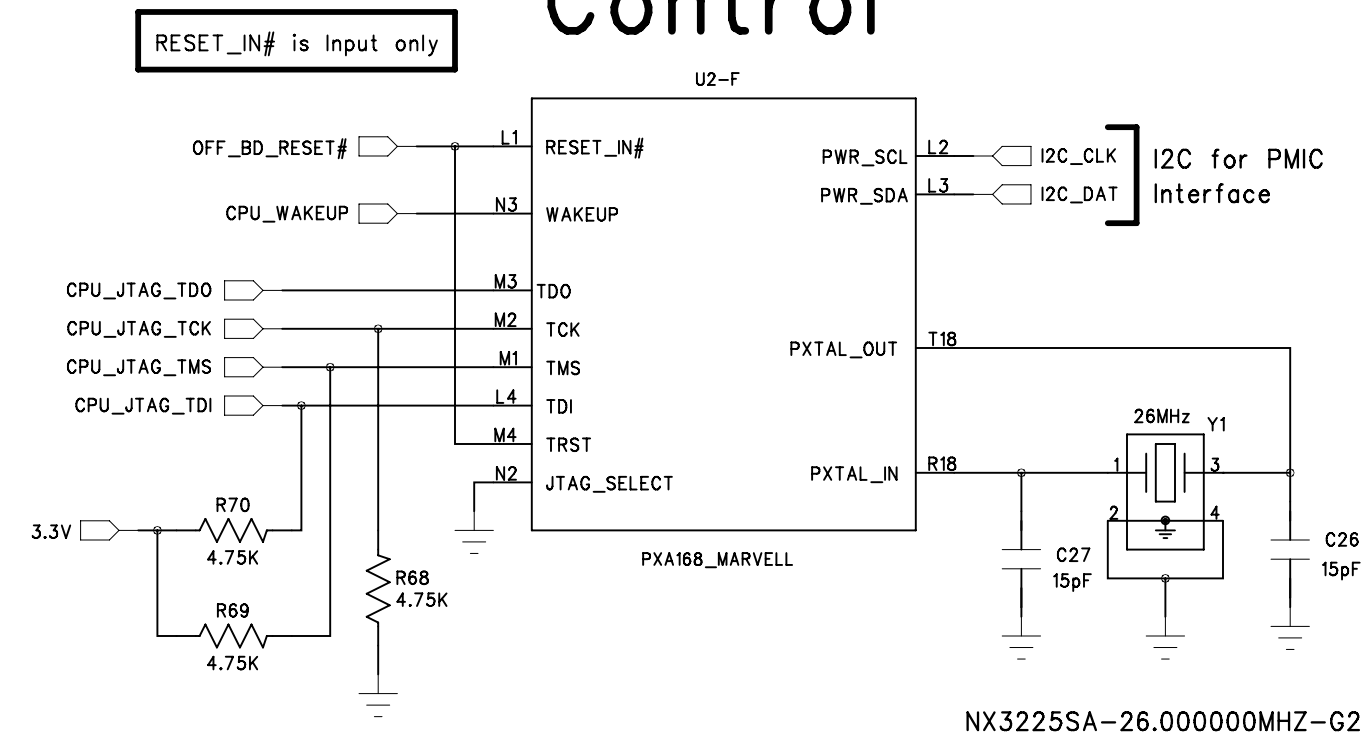 Control
RESET_IN# is Input only
U2-F
OFF_BD_RESET#
L1
RESET_IN#
CPU_WAKEUP
N3
WAKEUP
CPU_JTAG_TDO
M3
TDO
CPU_JTAG_TCK
M2
TCK
CPU_JTAG_TMS
M1
TMS
CPU_JTAG_TDI
L4
TDI
M4
TRST
N2
JTAG_SELECT
PWR_SCL
L2
I2C_CLK
PWR_SDA
L3
I2C_DAT
I2C for PMIC
Interface
PXTAL_OUT
T18
PXTAL_IN
R18
26MHz
Y1
1
3
2
4
C27
15pF
C26
15pF
3.3V
R70
4.75K
R69
4.75K
R68
4.75K
PXA168_MARVELL
NX3225SA-26.000000MHZ-G2